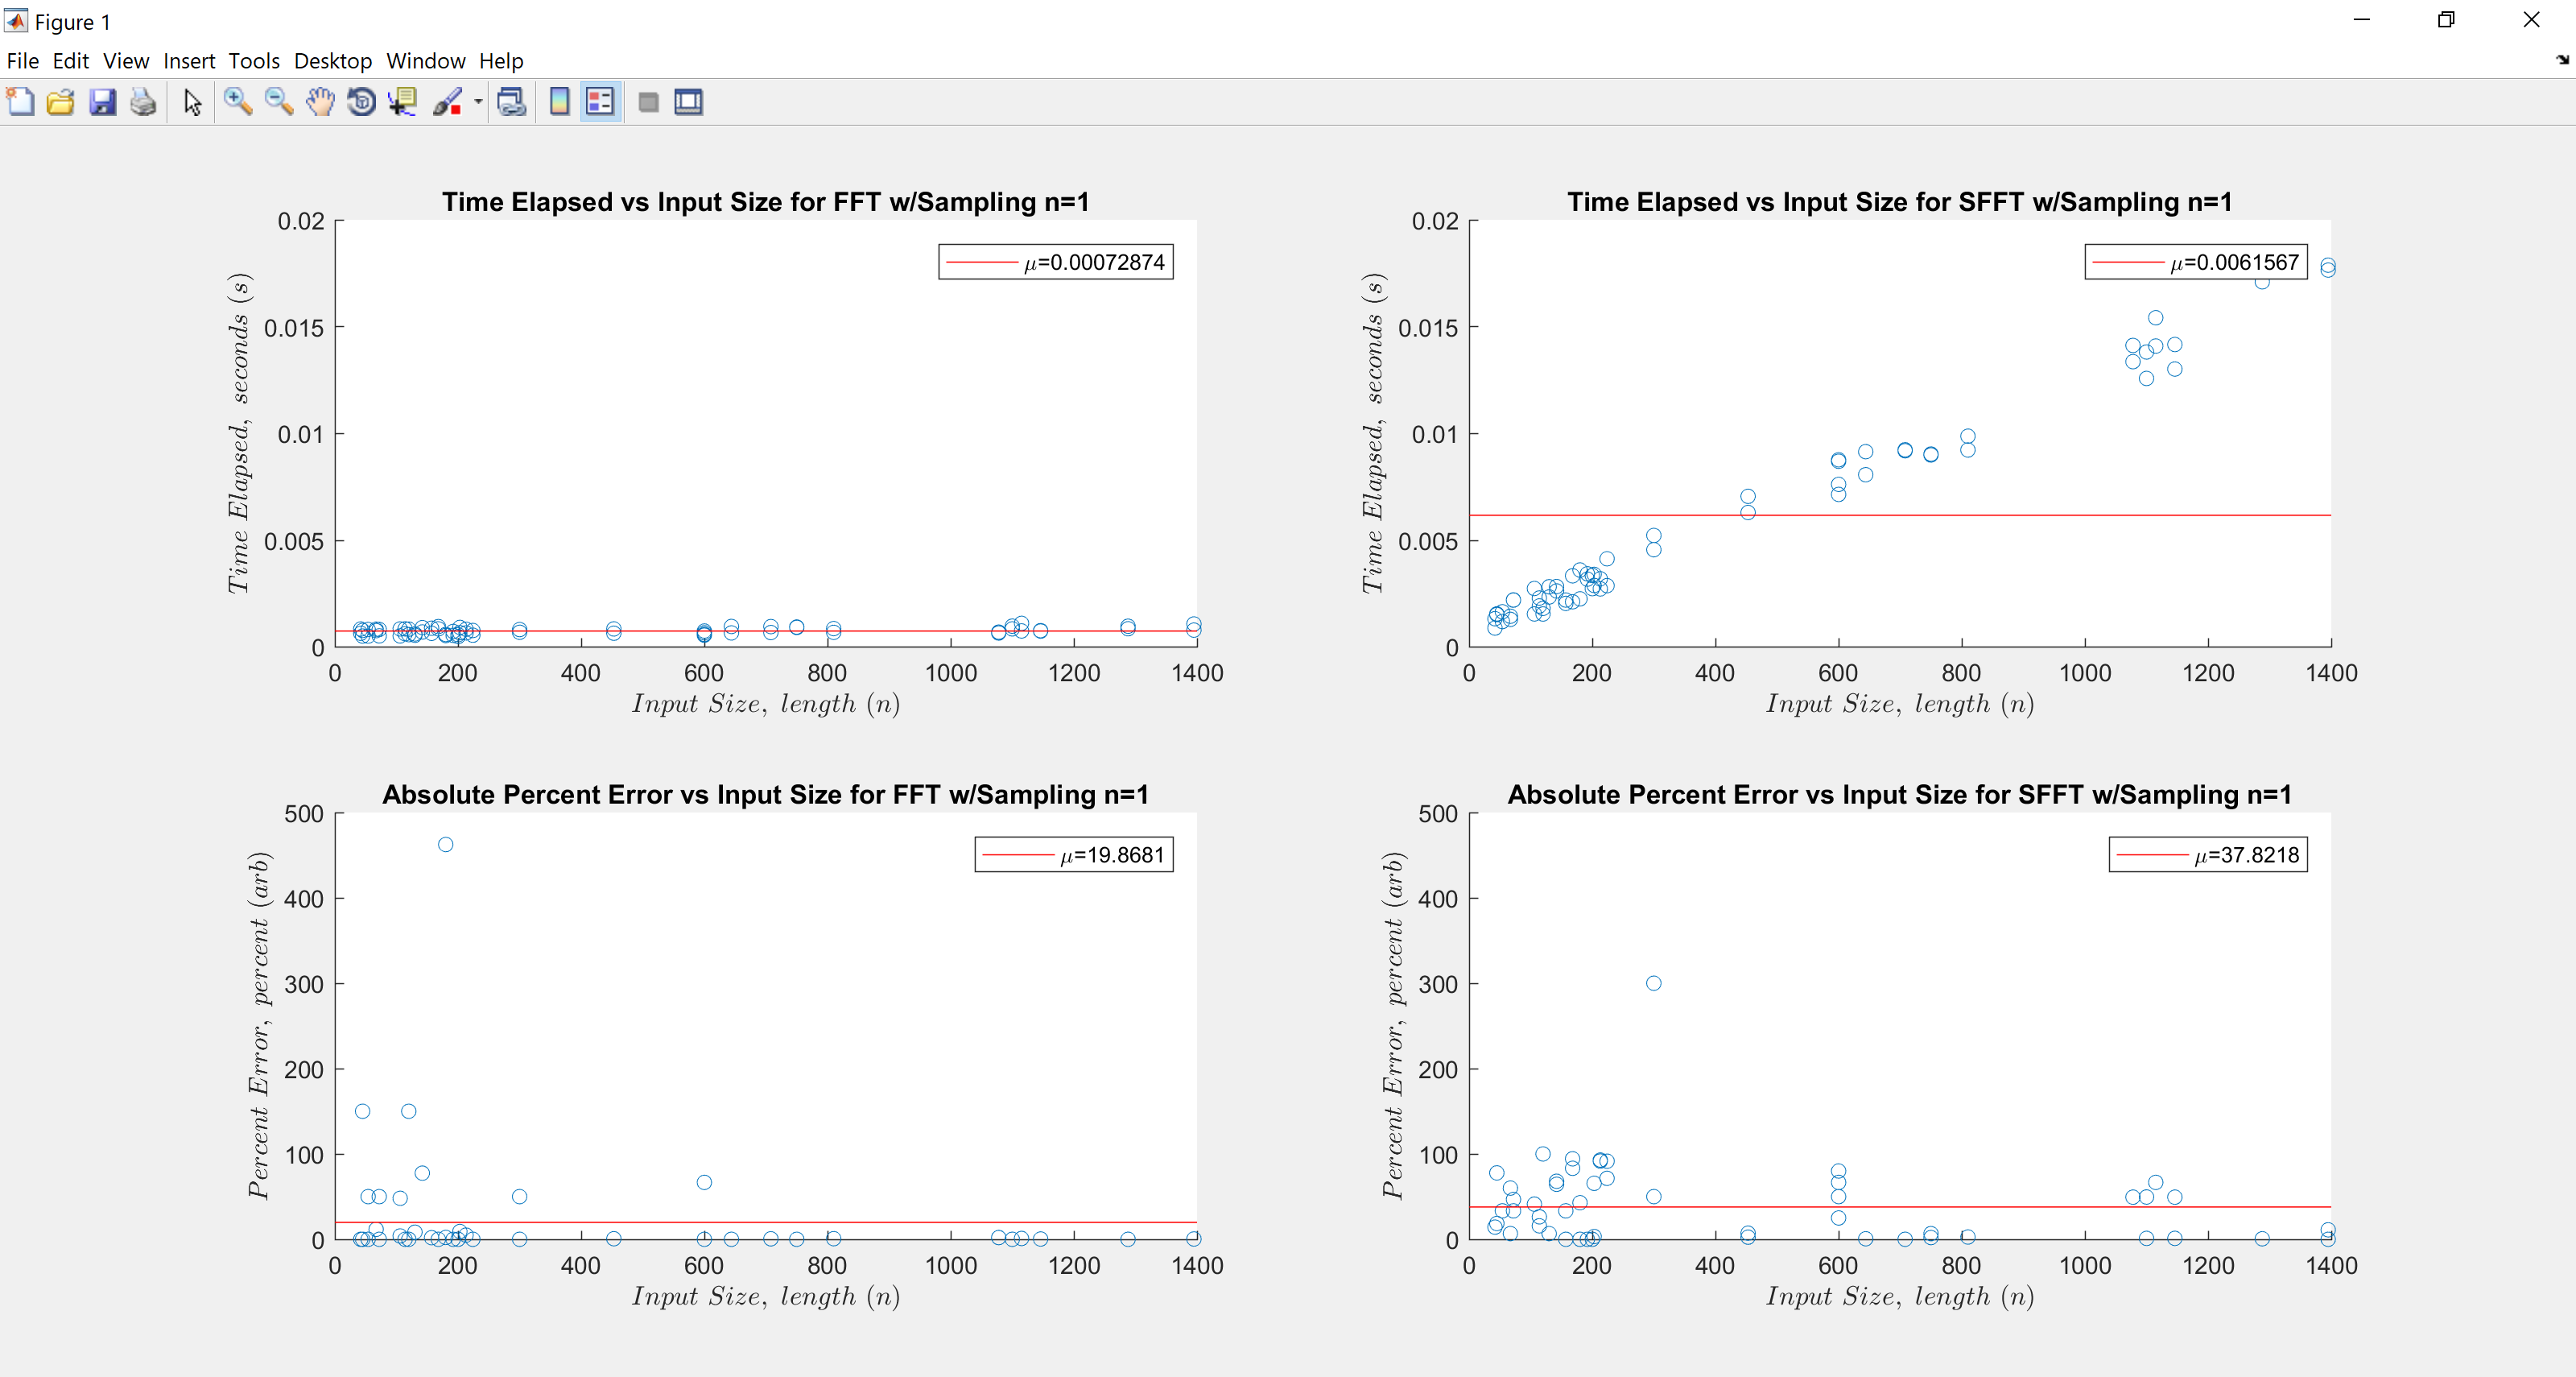 Figure 1
File Edit View Insert Tools Desktop Window Help
Time Elapsed vs Input Size for FFT w/Sampling n=1
μ=0.00072874
0.02
0.015
0.01
0.005
0
Time Elapsed, seconds (s)
0 200 400 600 800 1000 1200 1400
Input Size, length (n)
Time Elapsed vs Input Size for SFFT w/Sampling n=1
μ=0.0061567
0.02
0.015
0.01
0.005
0
Time Elapsed, seconds (s)
0 200 400 600 800 1000 1200 1400
Input Size, length (n)
Absolute Percent Error vs Input Size for FFT w/Sampling n=1
μ=19.8681
500
400
300
200
100
0
Percent Error, percent (arb)
0 200 400 600 800 1000 1200 1400
Input Size, length (n)
Absolute Percent Error vs Input Size for SFFT w/Sampling n=1
μ=37.8218
500
400
300
200
100
0
Percent Error, percent (arb)
0 200 400 600 800 1000 1200 1400
Input Size, length (n)